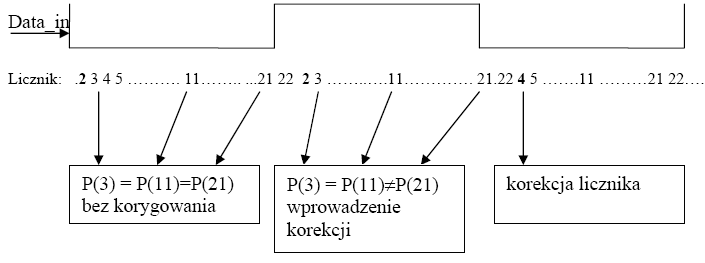 Data_in
Licznik: .2 3 4 5 ………. 11…….. ...21 22 2 3 ………..11…………… 21.22 4 5 …….11 ………21 22….
P(3) = P(11)=P(21)
bez korygowania
P(3) = P(11)≠P(21)
wprowadzenie
korekcji
korekcja licznika